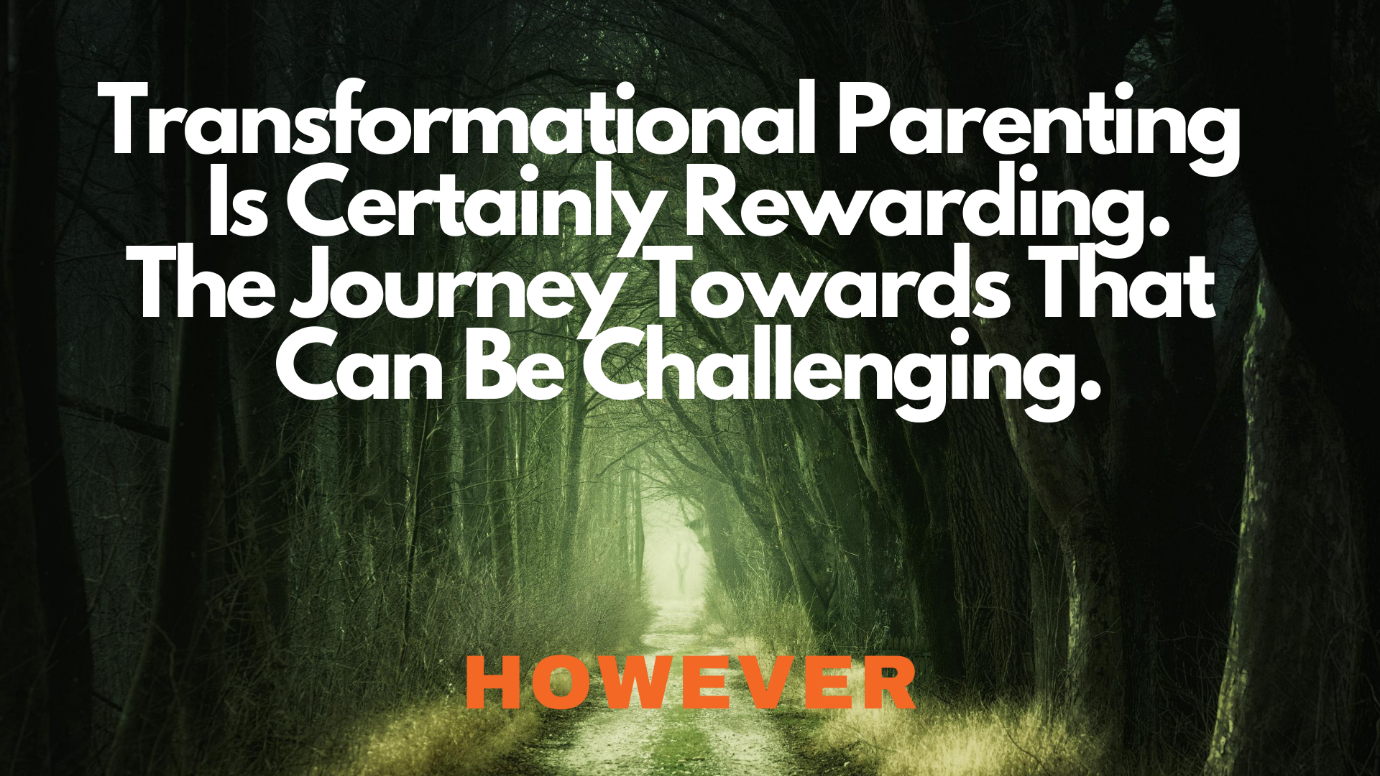 Transformational Parenting
Is Certainly Rewarding.
The Journey Towards That
Can Be Challenging.
HOWEVER